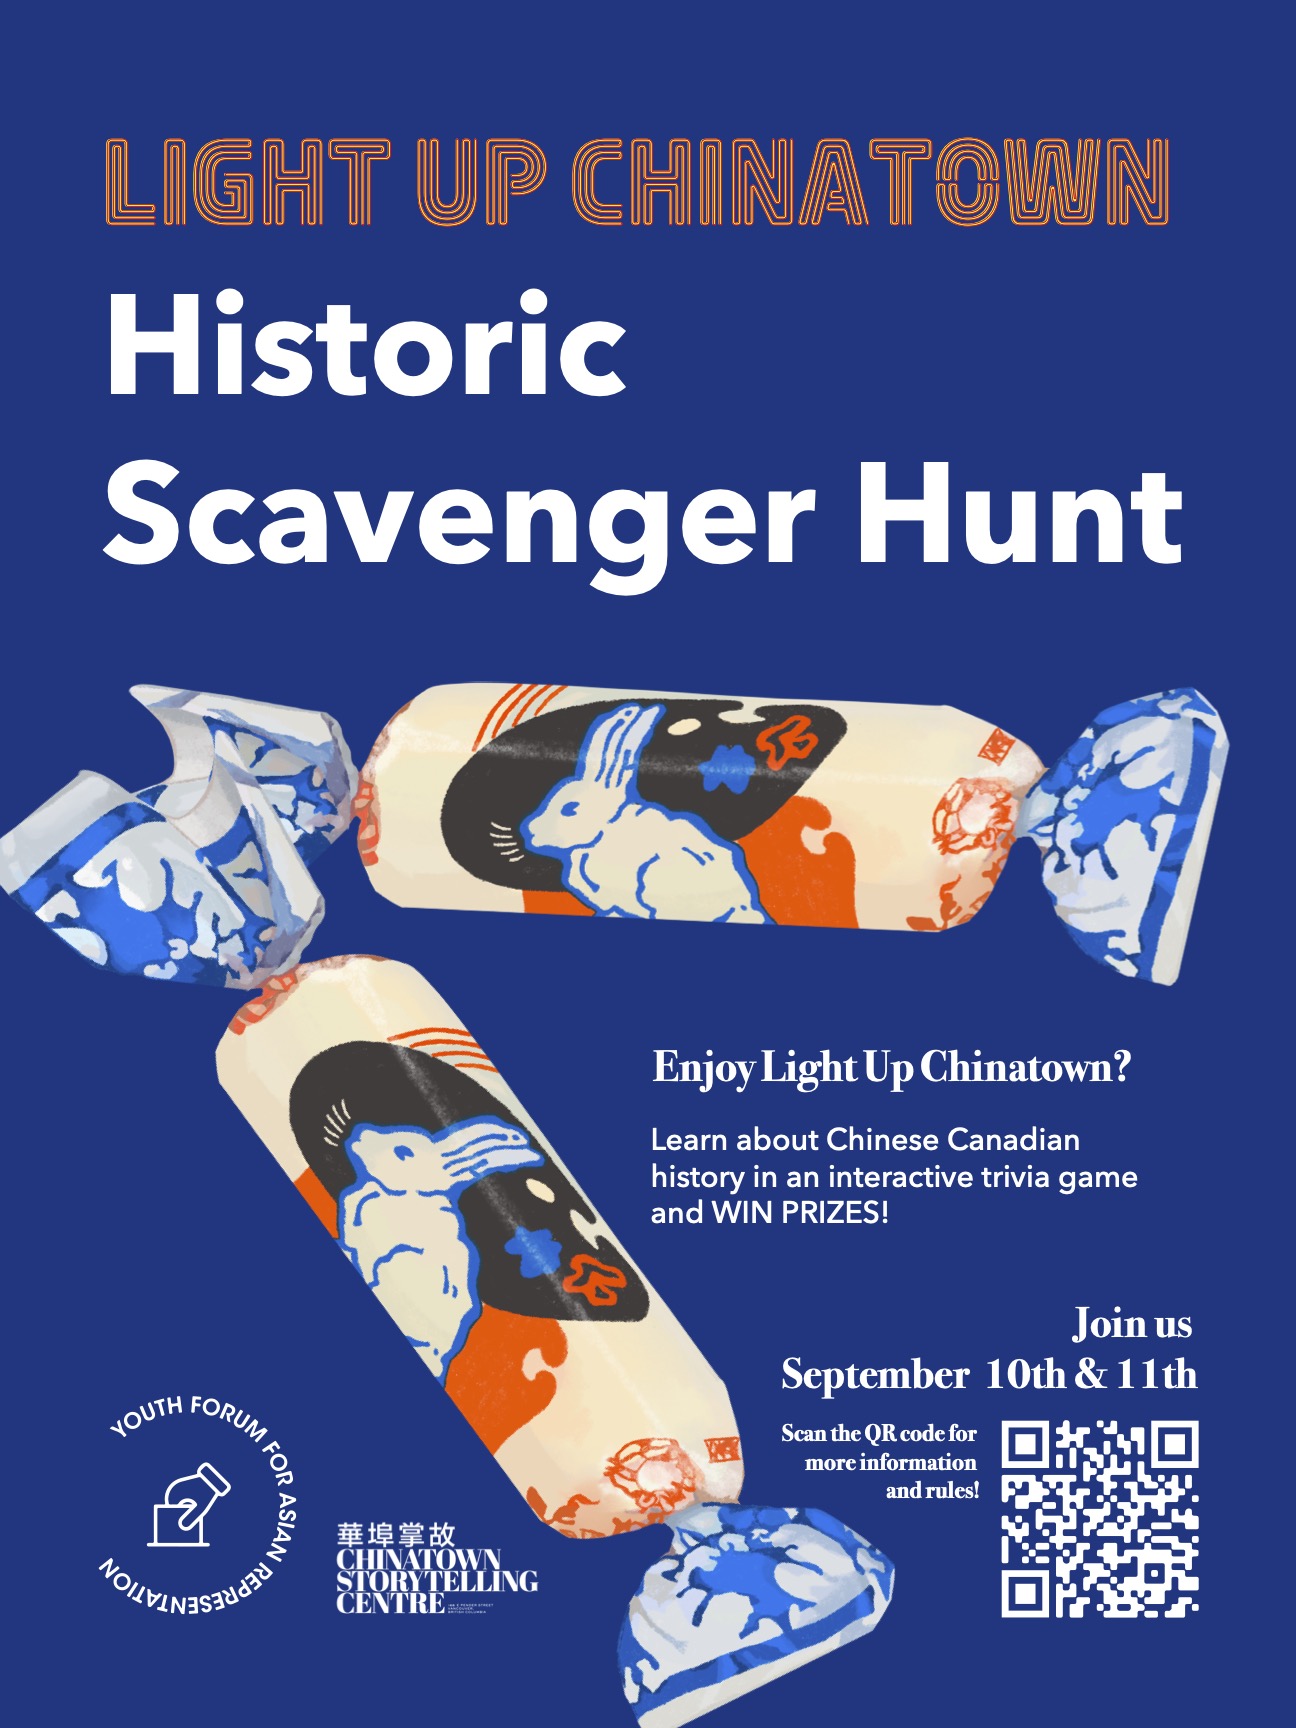 LIGHT UP CHINATOWN
Historic
Scavenger Hunt
Enjoy Light Up Chinatown?
Learn about Chinese Canadian
history in an interactive trivia game
and WIN PRIZES!
Join us
September 10th & 11th
Scan the QR code for
more information
and rules!
YOUTH FORUM FOR ASIAN REPRESENTATION
華埠掌故
CHINATOWN
STORYTELLING
CENTRE